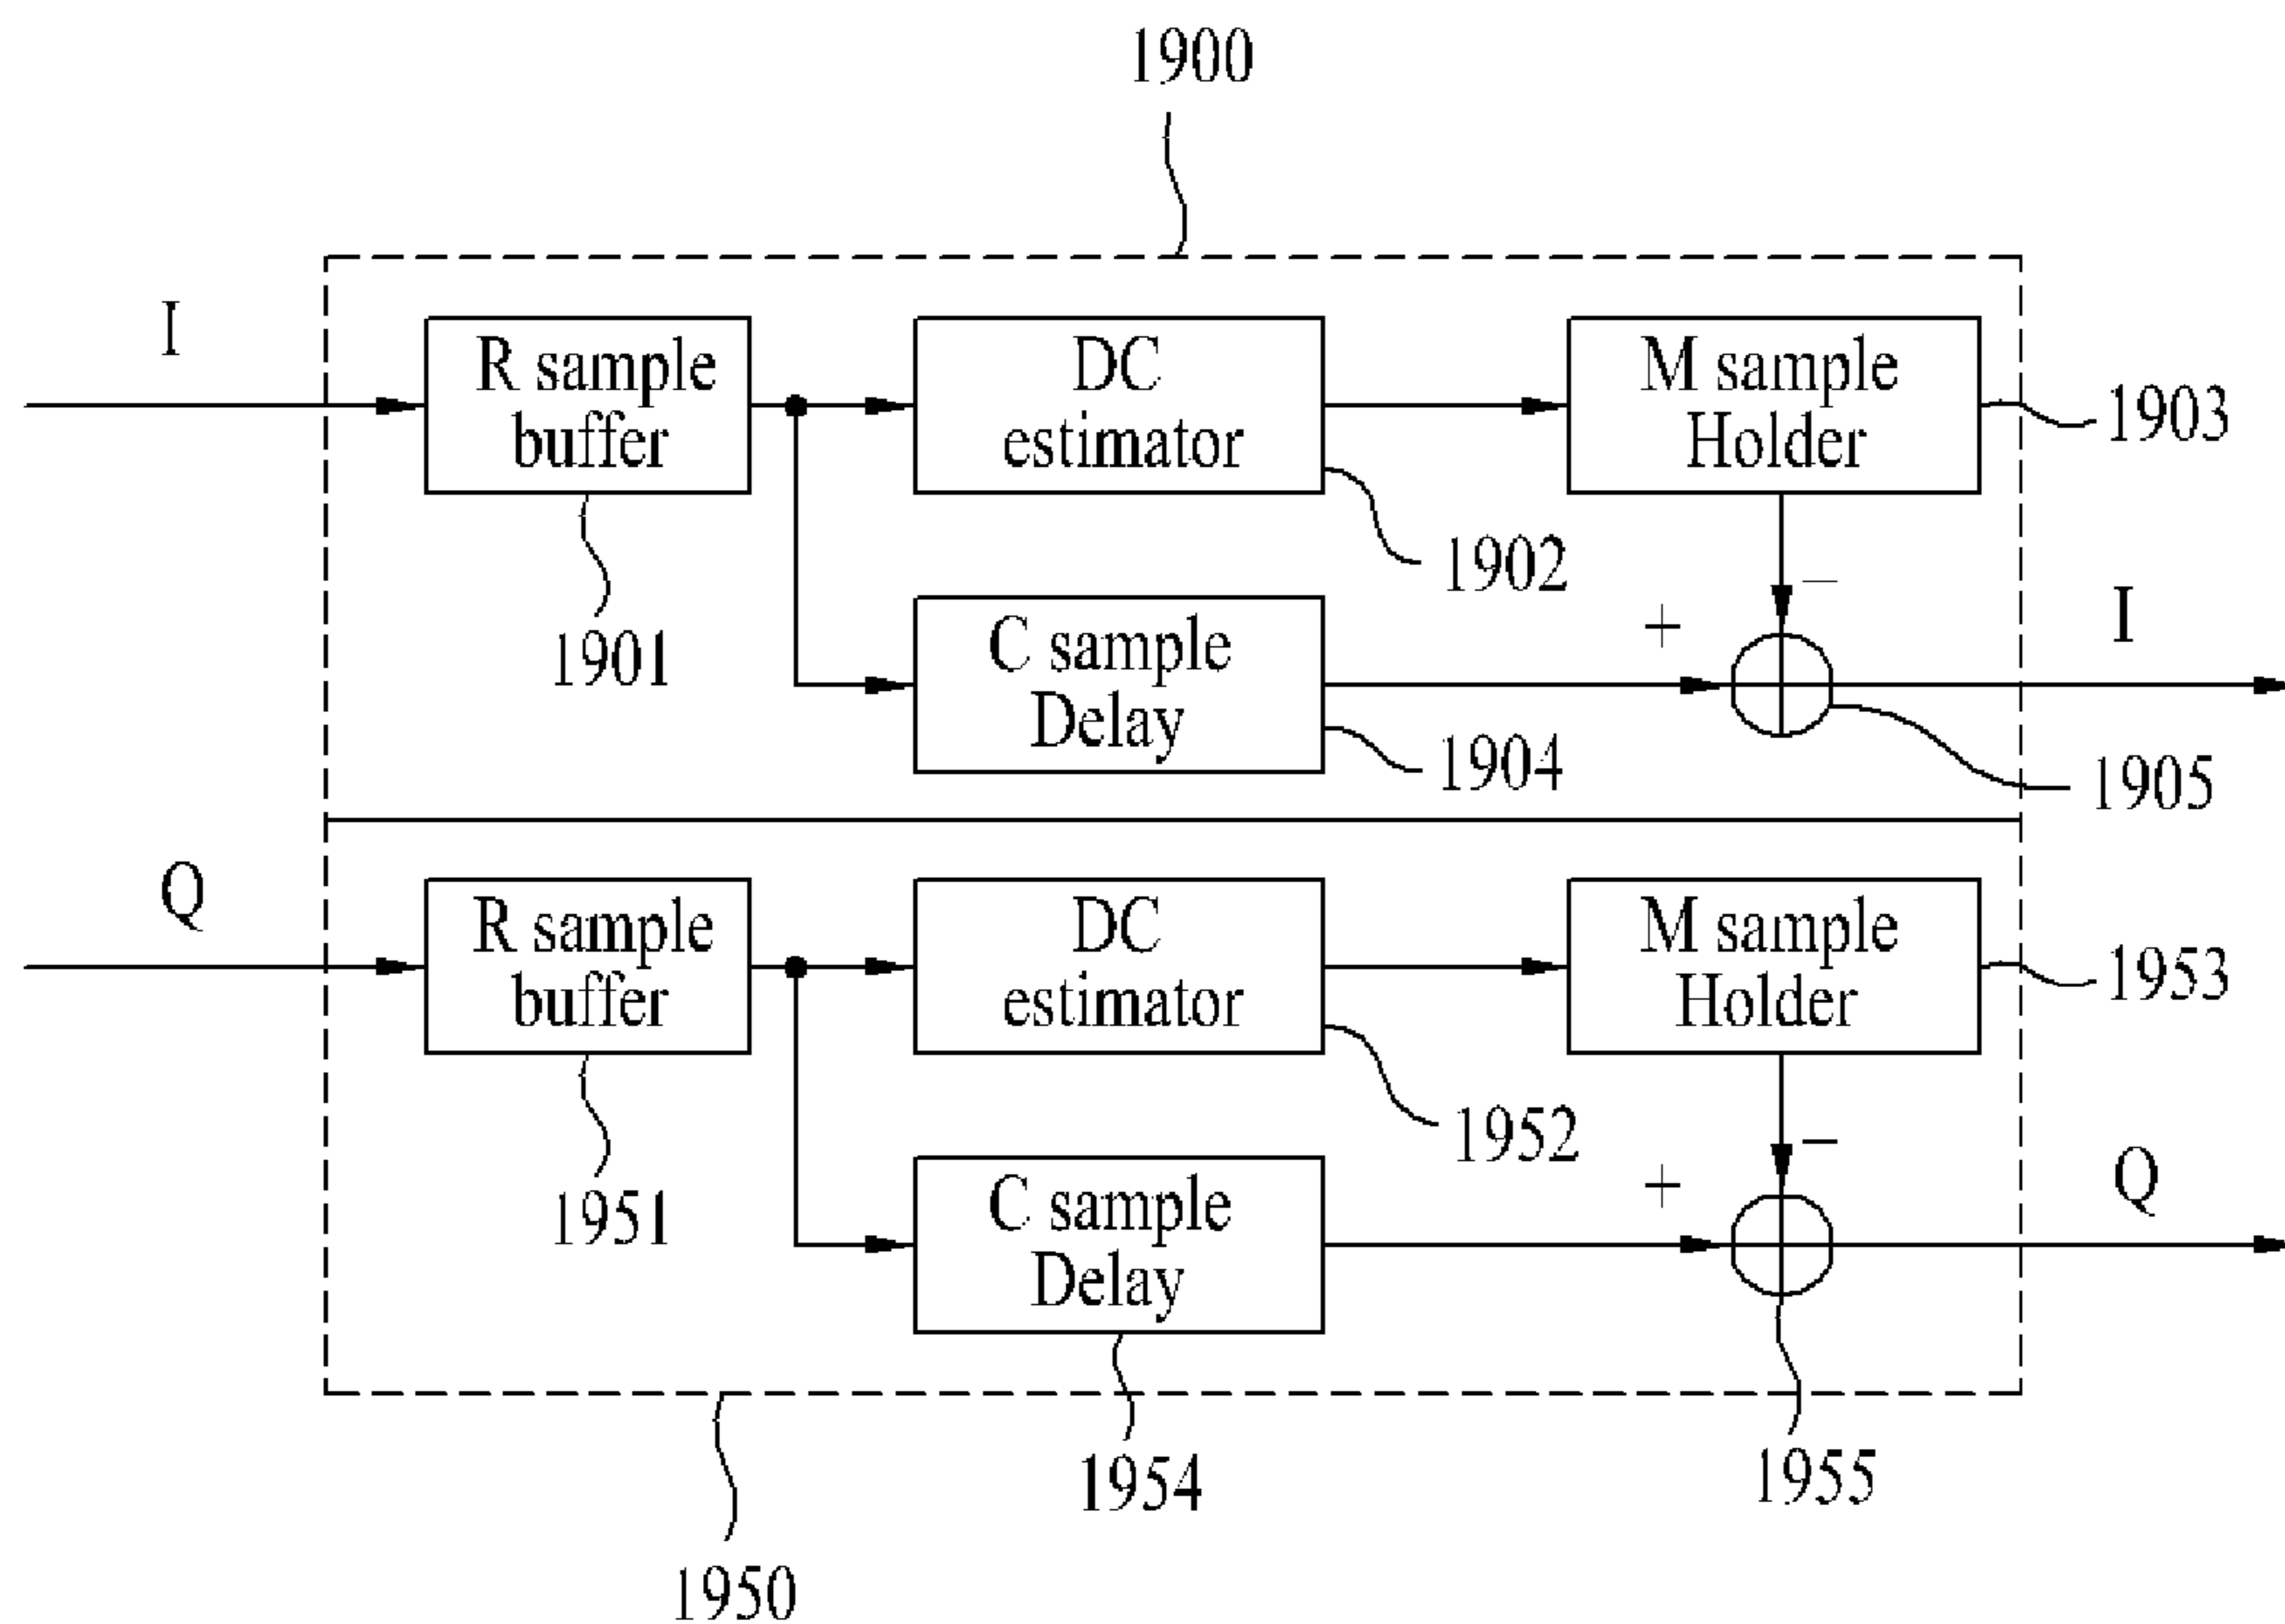 1900
I
R sample
buffer
DC
estimator
M sample
Holder
1903
1901
1902
C sample
Delay
1904
−
+
I
1905
Q
R sample
buffer
DC
estimator
M sample
Holder
1953
1951
1952
C sample
Delay
−
+
Q
1954
1955
1950